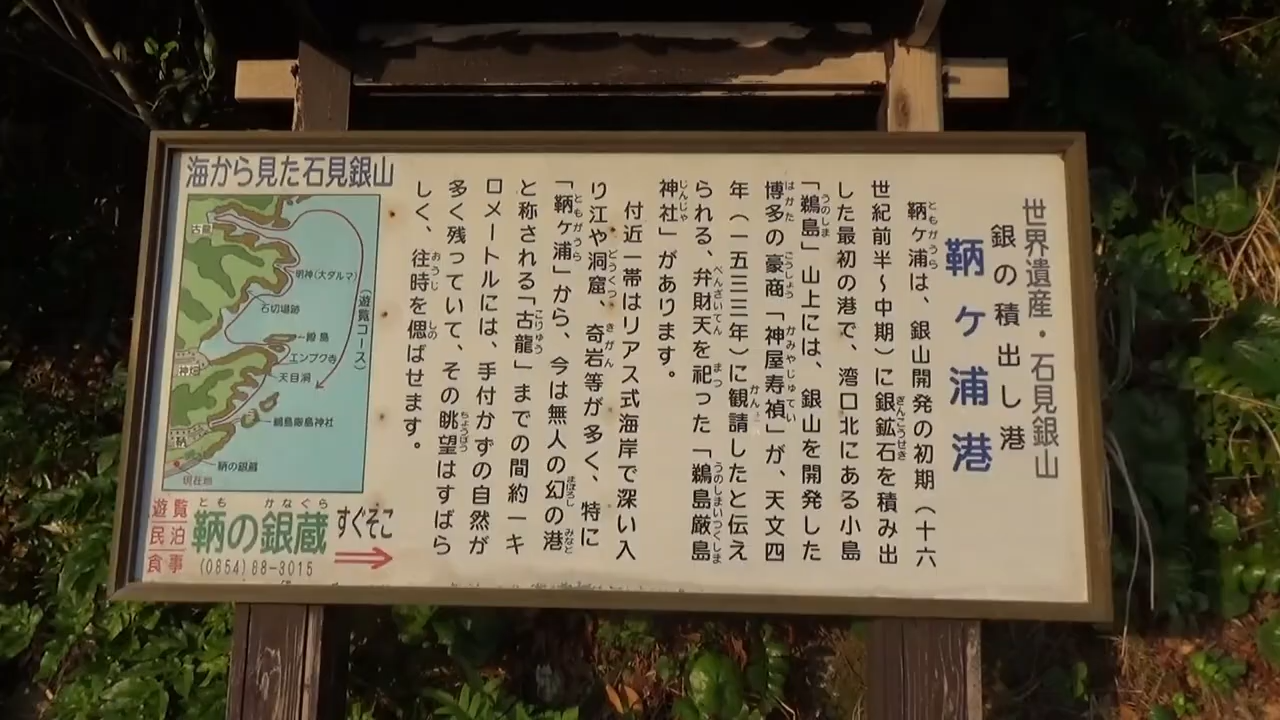 世界遺産・石見銀山
銀の積出し港
鞆ヶ浦港
鞆ヶ浦は、銀山開発の初期（十六
世紀前半～中期）に銀鉱石を積み出
した最初の港で、湾口北にある小島
「鵜島」山上には、銀山を開発した
博多の豪商「神屋寿禎」が、天文四
年（一五三三年）に観請したと伝え
られる、弁財天を祀った「鵜島厳島
神社」があります。
付近一帯はリアス式海岸で深い入
り江や洞窟、奇岩等が多く、特に
「鞆ヶ浦」から、今は無人の幻の港
と称される「古龍」までの間約一キ
ロメートルには、手付かずの自然が
多く残っていて、その眺望はすばら
しく、往時を偲ばせます。
海から見た石見銀山
古龍
明神（大ダルマ）
（遊覧コース）
石切場跡
殿島
エンプク寺
天目洞
神畑
鵜島厳島神社
鞆
鞆の銀蔵
現在地
遊覧
民泊
食事
鞆の銀蔵
すぐそこ
(0854)88-3015